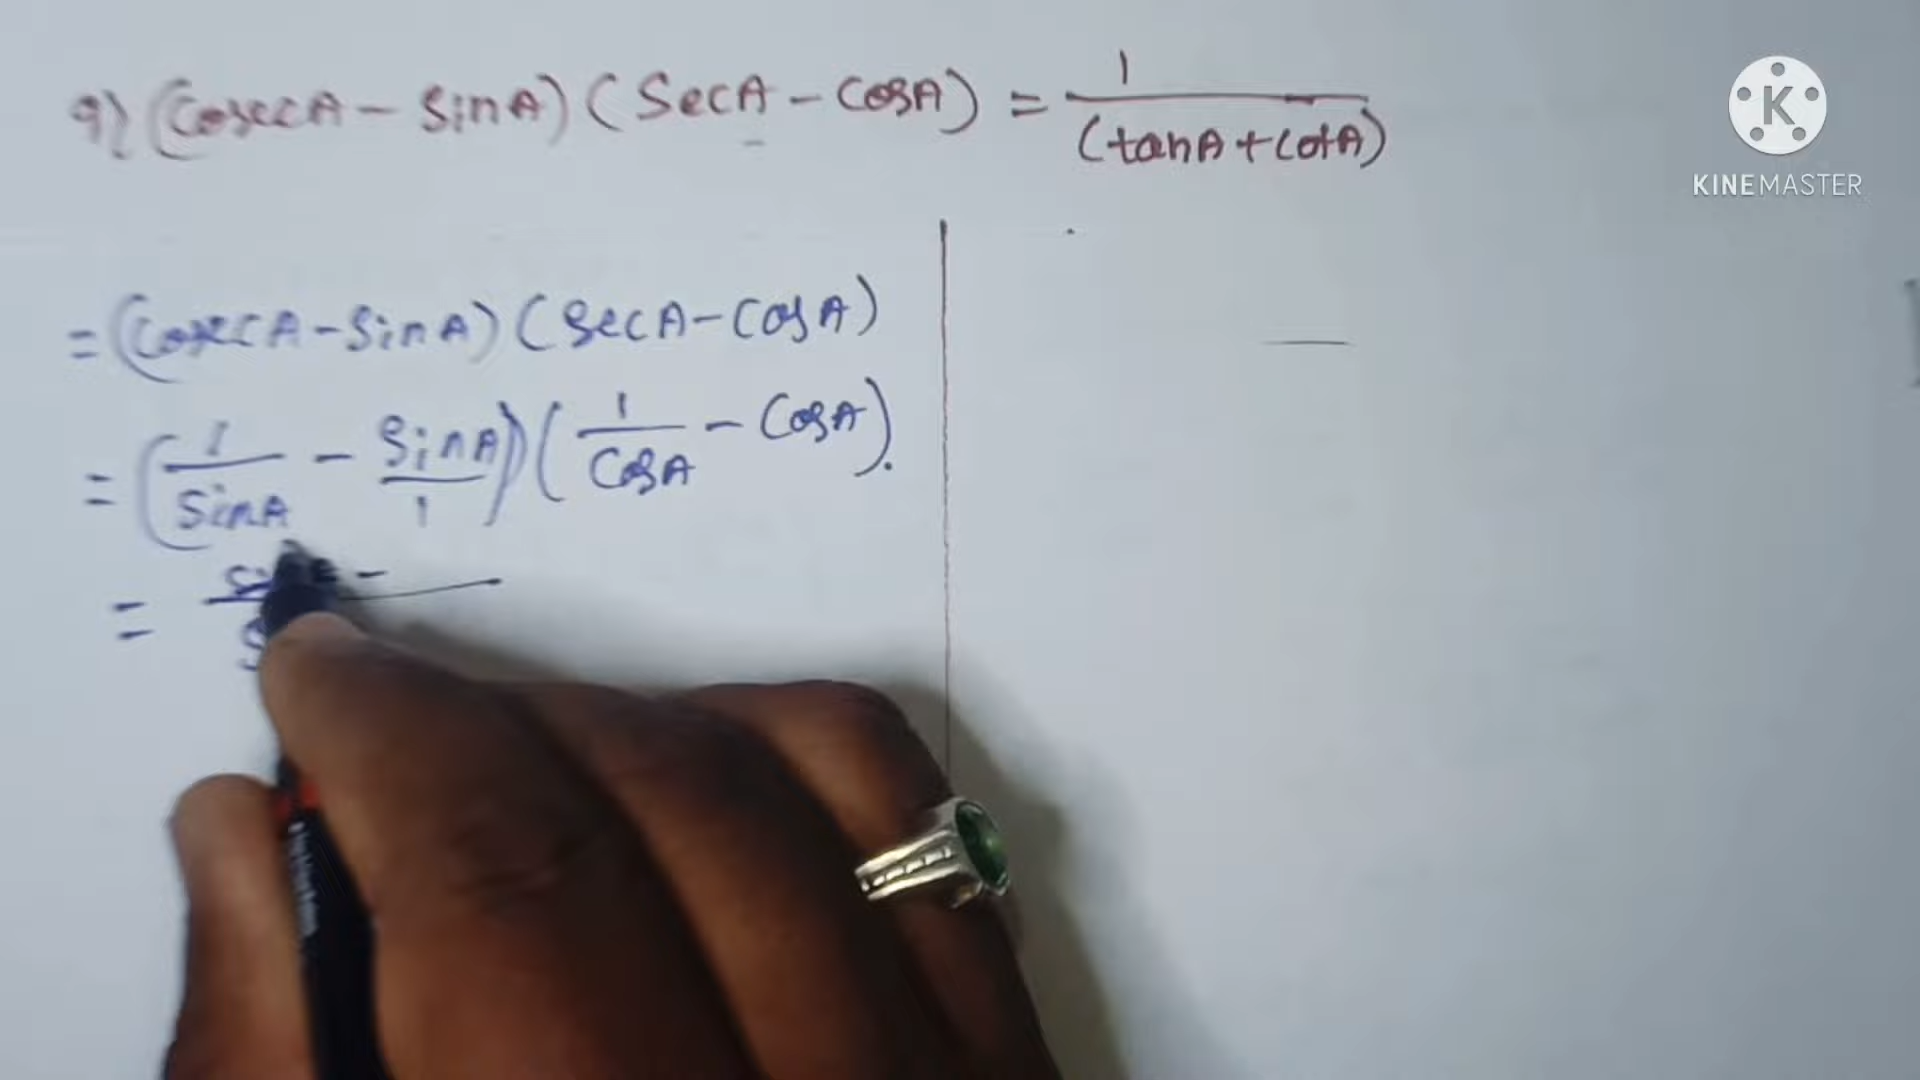 9) (CosecA - SinA) (SecA - CosA) = 1/(tanA + CotA)
KINEMASTER
= (CosecA - SinA) (SecA - CosA)
= (1/SinA - SinA/1) (1/CosA - CosA).
=